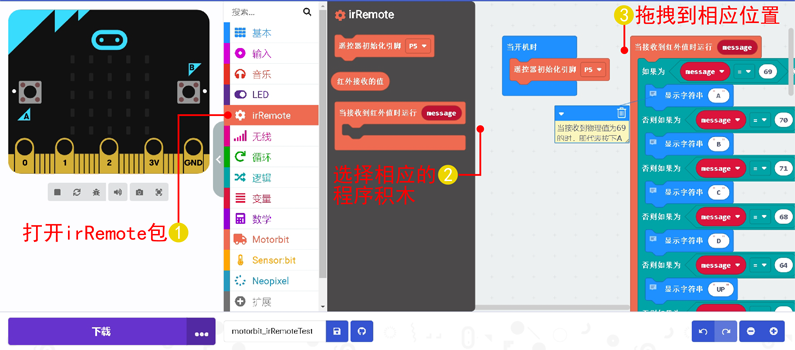 B
A
0 1 2 3V GND
打开irRemote包 1
搜索...
基本
输入
音乐
LED
irRemote
无线
循环
逻辑
变量
数学
Motorbit
Sensor:bit
Neopixel
扩展
irRemote
遥控器初始化引脚 P5
红外接收的值
当接收到红外值时运行 message
选择相应的 2
程序积木
当开机时
遥控器初始化引脚 P5
当接收到物理值为69
的时，即代表按下A
3 拖拽到相应位置
当接收到红外值时运行 message
如果为 message = 69
显示字符串 A
否则如果为 message = 70
显示字符串 B
否则如果为 message = 71
显示字符串 C
否则如果为 message = 68
显示字符串 D
否则如果为 message = 64
显示字符串 UP
否则如果为 message
下载
motorbit_irRemoteTest